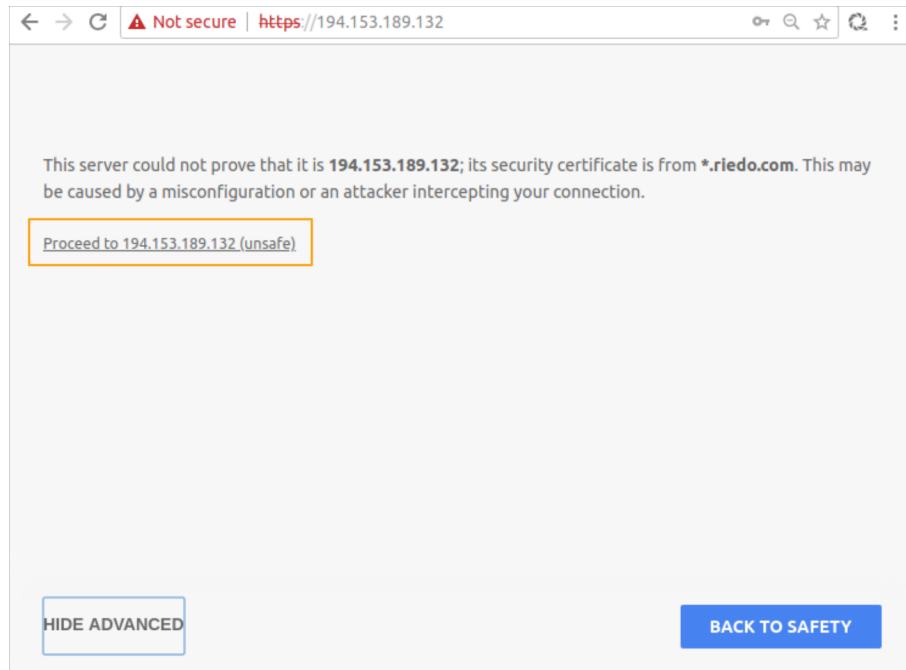 Not secure | https://194.153.189.132
This server could not prove that it is 194.153.189.132; its security certificate is from *.riedo.com. This may
be caused by a misconfiguration or an attacker intercepting your connection.
Proceed to 194.153.189.132 (unsafe)
HIDE ADVANCED
BACK TO SAFETY